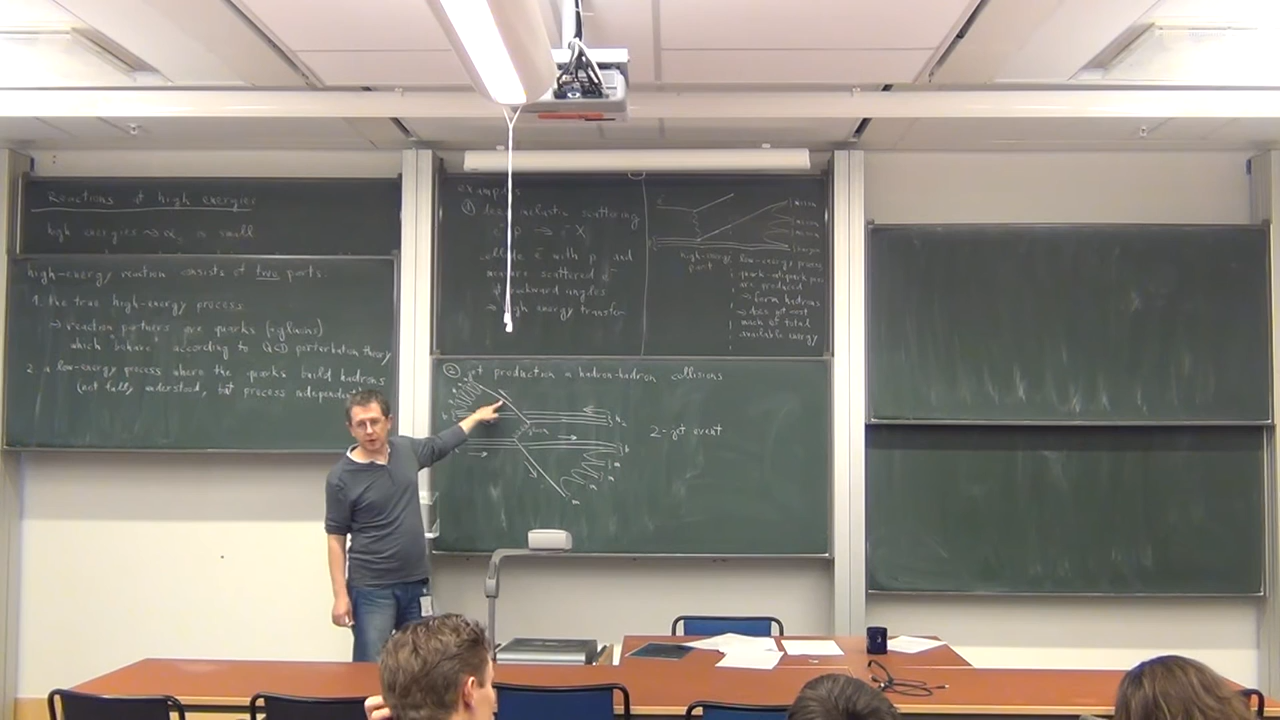 Reactions at high energies
high energies ⇝ αs is small
high-energy reaction consists of two parts:
1. the true high-energy process
→ reaction partners are quarks (+gluons)
which "behave" according to QCD perturbation theory
2. a low-energy process where the quarks build hadrons
(not fully understood, but process independent
examples
① deep inelastic scattering
e⁻ p → e⁻ X
collide e⁻ with p and
measure scattered e⁻
at backward angles
→ high energy transfer
e⁻
high-energy
part
low-energy process
quark-antiquark pairs
are produced
→ form hadrons
→ does not cost
much of total
available energy
② jet production in hadron-hadron collisions
h₂
gluon
2-jet event